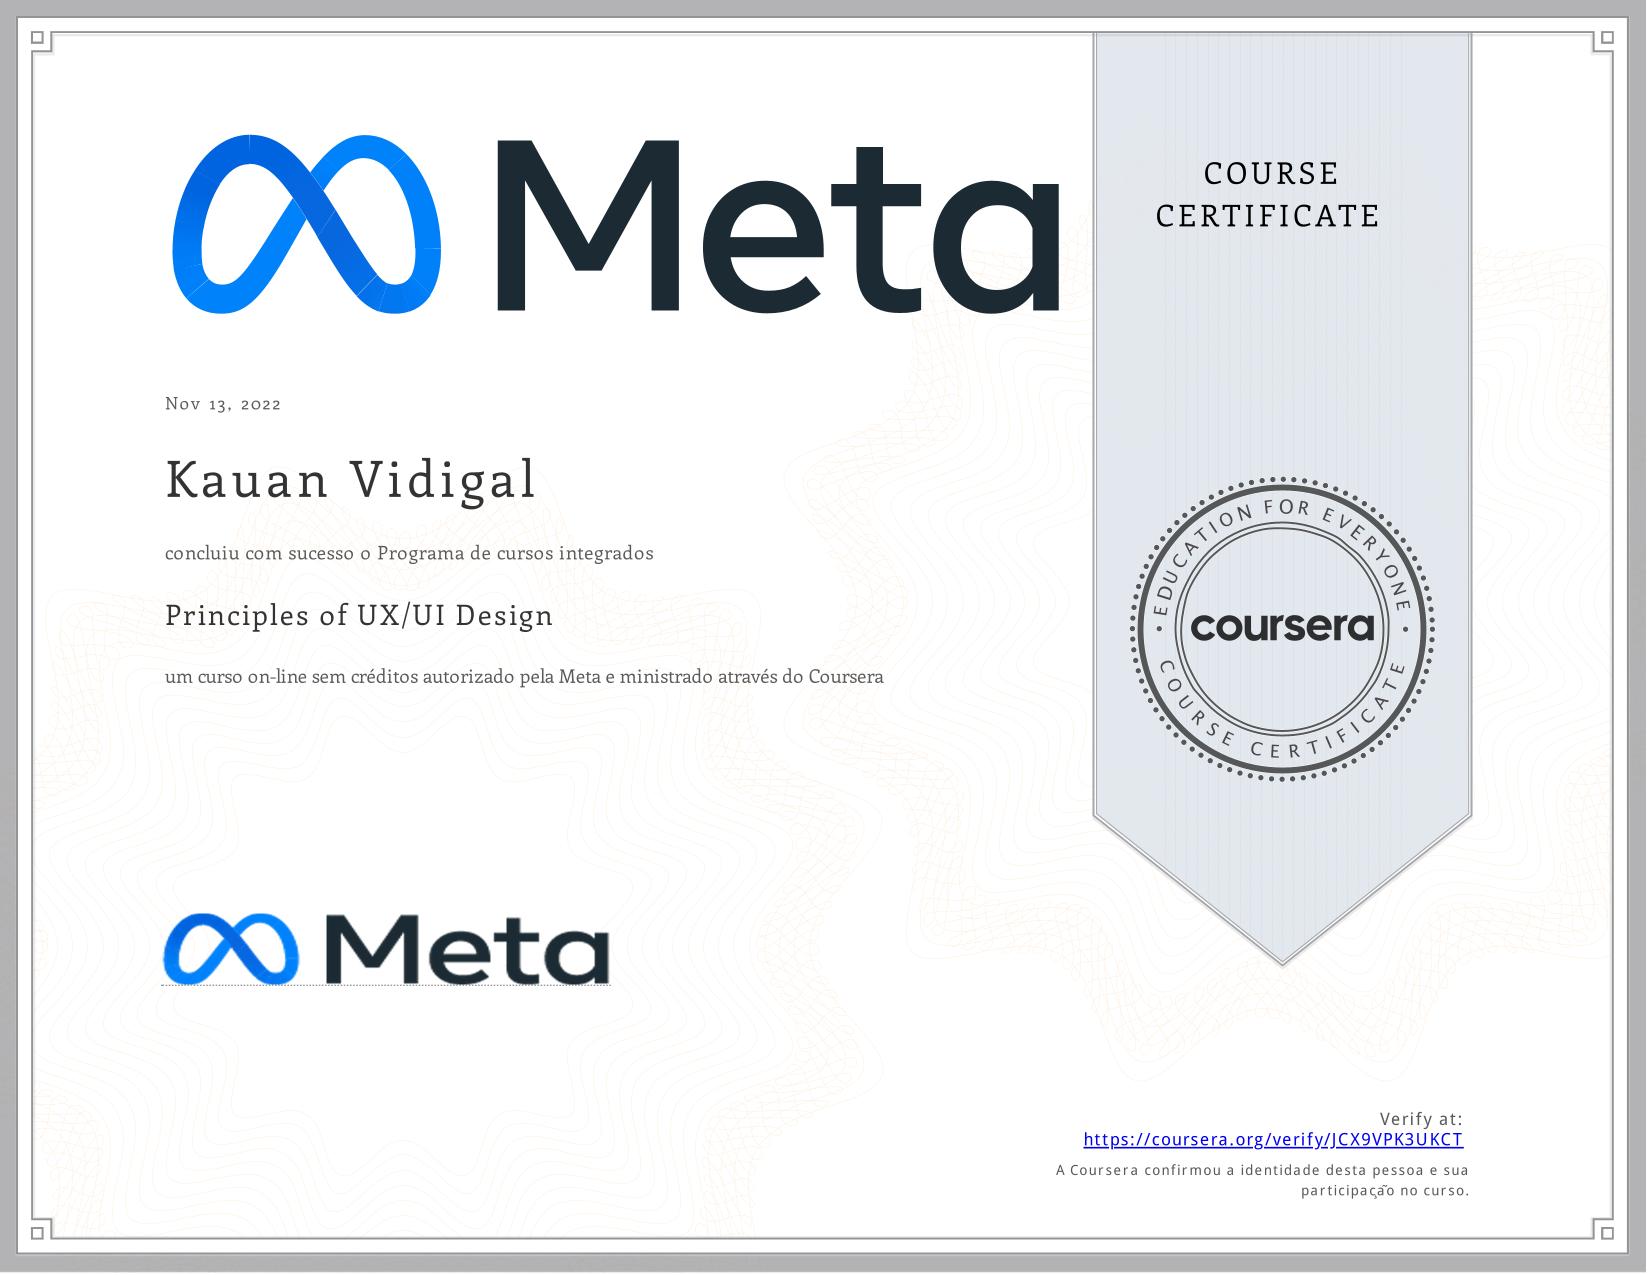 Meta
COURSE
CERTIFICATE
Nov 13, 2022
Kauan Vidigal
concluiu com sucesso o Programa de cursos integrados
Principles of UX/UI Design
um curso on-line sem créditos autorizado pela Meta e ministrado através do Coursera
EDUCATION FOR EVERYONE
coursera
COURSE CERTIFICATE
Meta
Verify at:
https://coursera.org/verify/JCX9VPK3UKCT
A Coursera confirmou a identidade desta pessoa e sua
participação no curso.